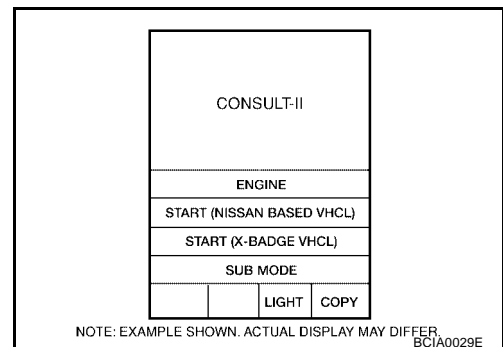 CONSULT-II
ENGINE
START (NISSAN BASED VHCL)
START (X-BADGE VHCL)
SUB MODE
LIGHT COPY
NOTE: EXAMPLE SHOWN. ACTUAL DISPLAY MAY DIFFER.
BCIA0029E